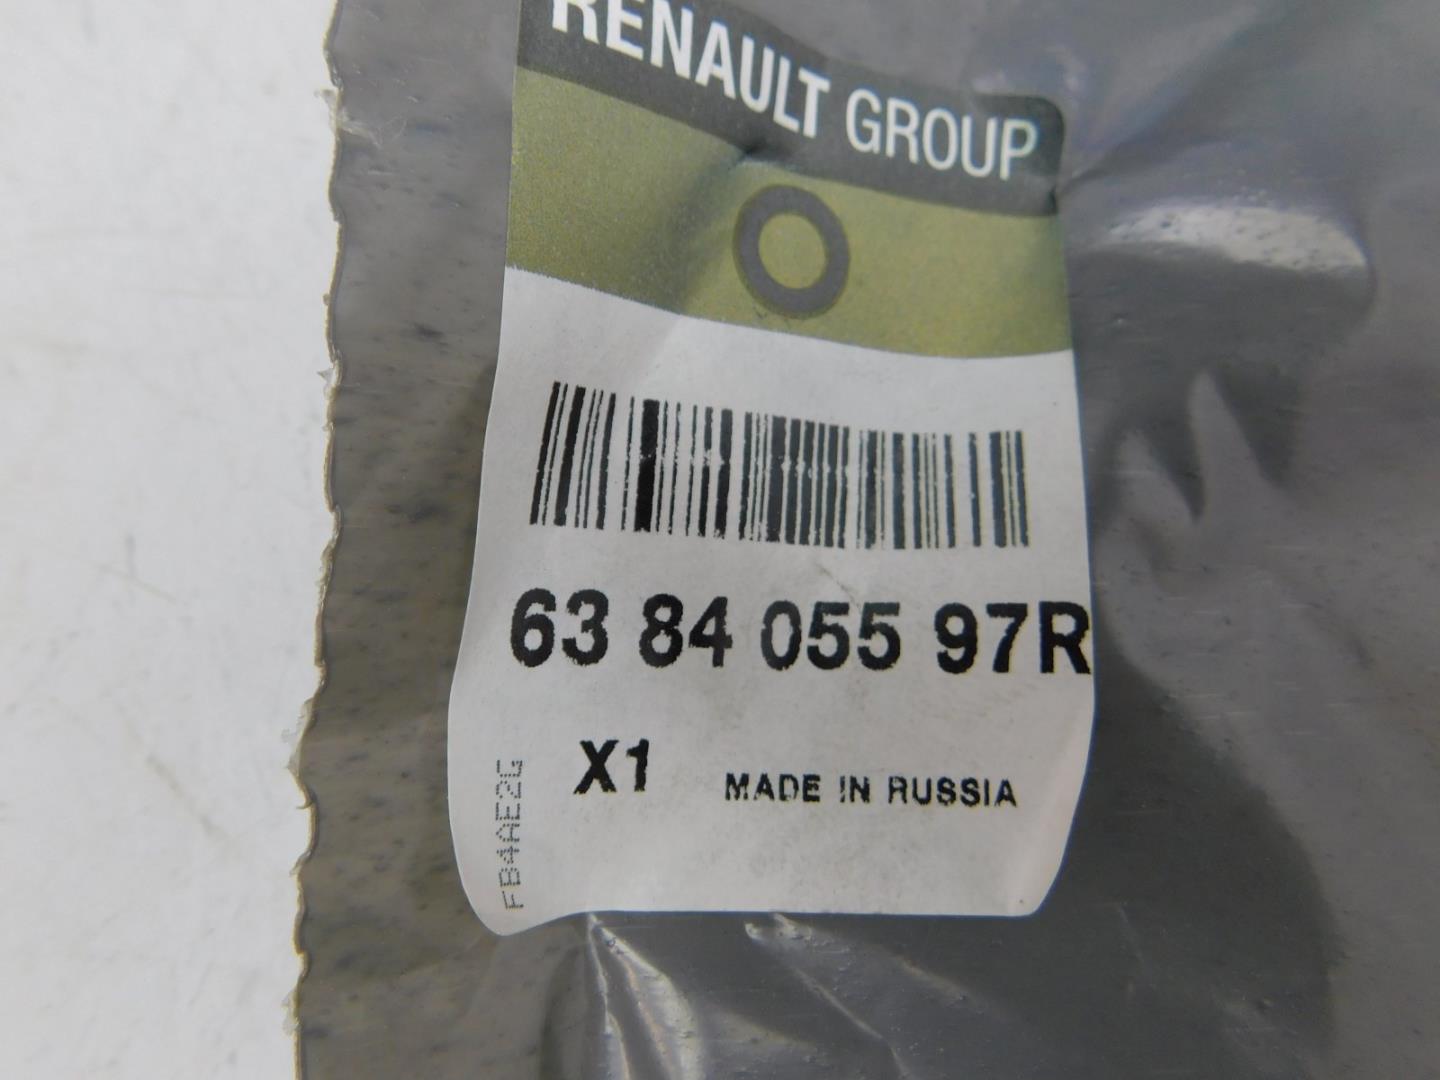 RENAULT GROUP
63 84 055 97R
X1
MADE IN RUSSIA
FB4AE2G